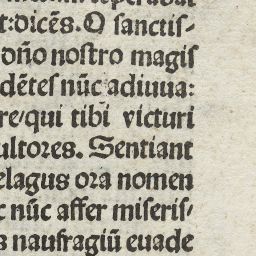 t:dicẽs. O sanctis/
dño nostro magis
dẽtes nũc adiuua:
re/qui tibi victuri
ultores. Sentiant
elagus ora nomen
c nũc affer miseris/
s naufragiũ euade